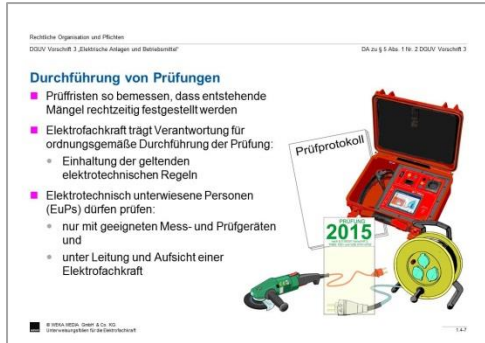 Rechtliche Organisation und Pflichten
DGUV Vorschrift 3 „Elektrische Anlagen und Betriebsmittel"
DA zu § 5 Abs. 1 Nr. 2 DGUV Vorschrift 3
Durchführung von Prüfungen
Prüffristen so bemessen, dass entstehende
Mängel rechtzeitig festgestellt werden
Elektrofachkraft trägt Verantwortung für
ordnungsgemäße Durchführung der Prüfung:
Einhaltung der geltenden
elektrotechnischen Regeln
Elektrotechnisch unterwiesene Personen
(EuPs) dürfen prüfen:
nur mit geeigneten Mess- und Prüfgeräten
und
unter Leitung und Aufsicht einer
Elektrofachkraft
Prüfprotokoll
PRÜFUNG
2015
© WEKA MEDIA GmbH & Co. KG
Unterweisungsfolien für die Elektrofachkraft
1.4-7